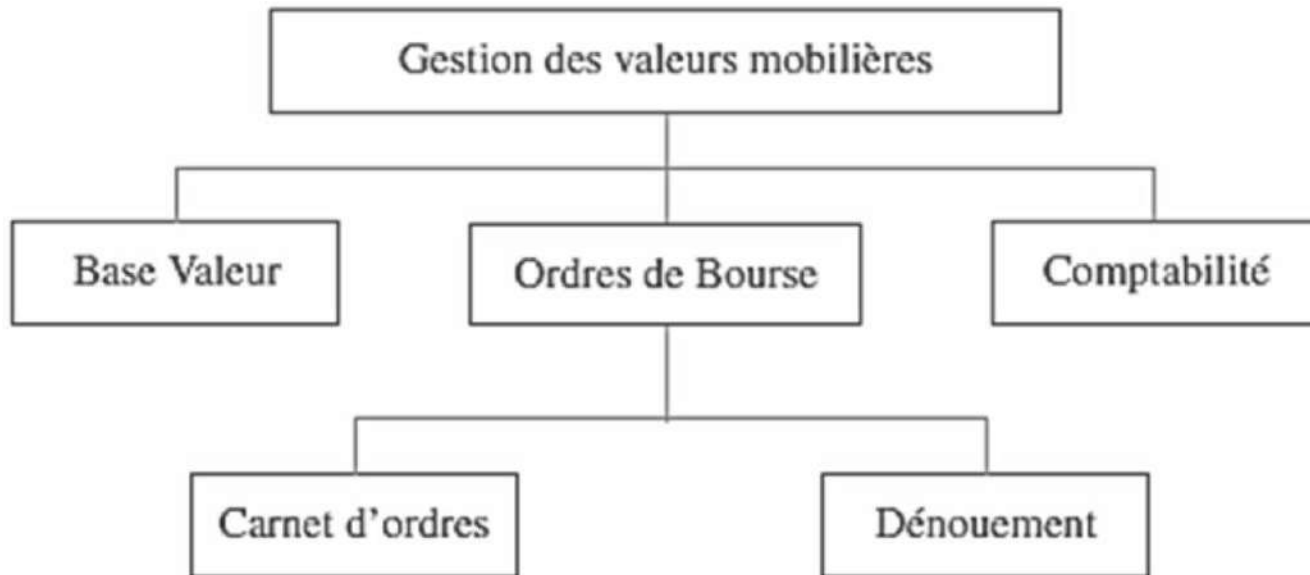 Gestion des valeurs mobilières
Base Valeur
Ordres de Bourse
Comptabilité
Carnet d'ordres
Dénouement